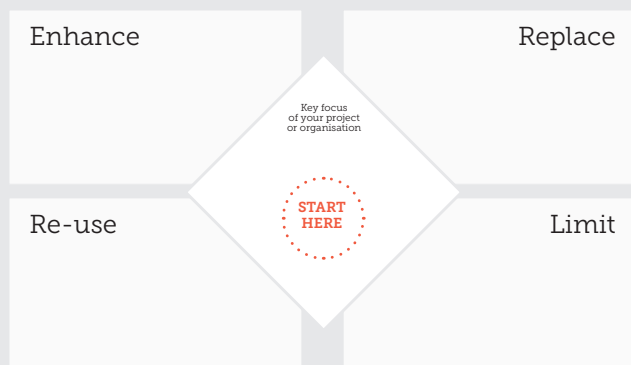 Enhance
Replace
Key focus
of your project
or organisation
START
HERE
Re-use
Limit